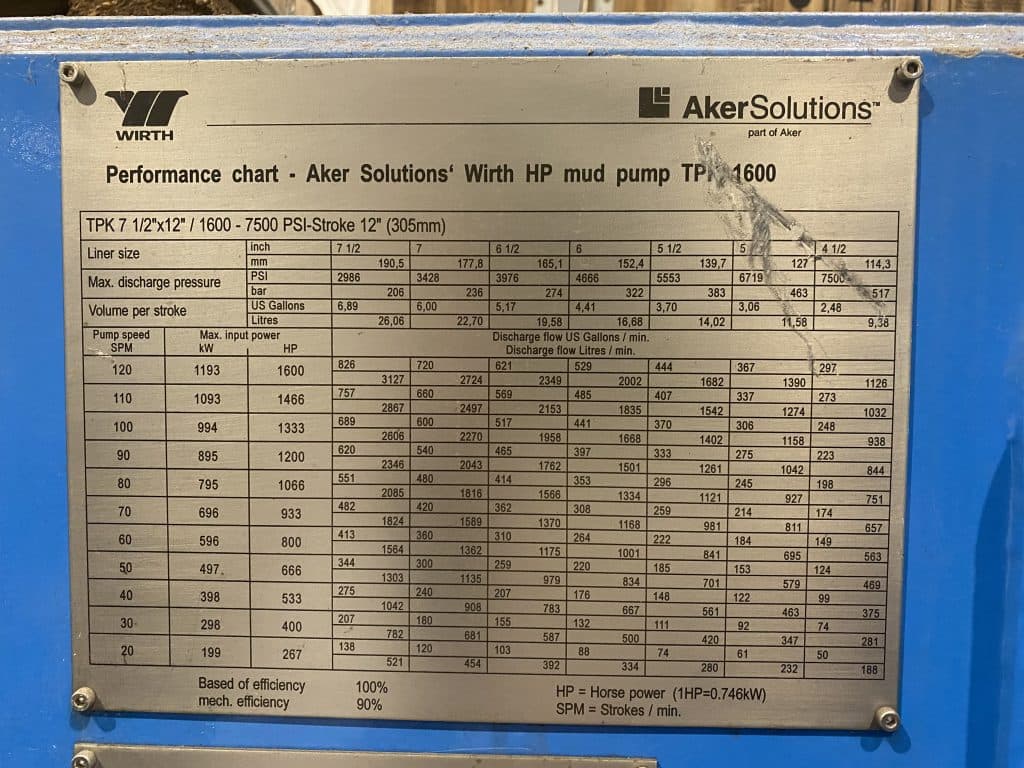 WIRTH
AkerSolutions™
part of Aker
Performance chart - Aker Solutions‘ Wirth HP mud pump TPK 1600
TPK 7 1/2"x12" / 1600 - 7500 PSI-Stroke 12" (305mm)
Liner size inch 7 1/2 7 6 1/2 6 5 1/2 5 4 1/2
mm 190,5 177,8 165,1 152,4 139,7 127 114,3
Max. discharge pressure PSI 2986 3428 3976 4666 5553 6719 7500
bar 206 236 274 322 383 463 517
Volume per stroke US Gallons 6,89 6,00 5,17 4,41 3,70 3,06 2,48
Litres 26,06 22,70 19,58 16,68 14,02 11,58 9,38
Pump speed Max. input power Discharge flow US Gallons / min.
SPM kW HP Discharge flow Litres / min.
120 1193 1600 826 720 621 529 444 367 297
3127 2724 2349 2002 1682 1390 1126
110 1093 1466 757 660 569 485 407 337 273
2867 2497 2153 1835 1542 1274 1032
100 994 1333 689 600 517 441 370 306 248
2606 2270 1958 1668 1402 1158 938
90 895 1200 620 540 465 397 333 275 223
2346 2043 1762 1501 1261 1042 844
80 795 1066 551 480 414 353 296 245 198
2085 1816 1566 1334 1121 927 751
70 696 933 482 420 362 308 259 214 174
1824 1589 1370 1168 981 811 657
60 596 800 413 360 310 264 222 184 149
1564 1362 1175 1001 841 695 563
50 497 666 344 300 259 220 185 153 124
1303 1135 979 834 701 579 469
40 398 533 275 240 207 176 148 122 99
1042 908 783 667 561 463 375
30 298 400 207 180 155 132 111 92 74
782 681 587 500 420 347 281
20 199 267 138 120 103 88 74 61 50
521 454 392 334 280 232 188
Based of efficiency 100% HP = Horse power (1HP=0.746kW)
mech. efficiency 90% SPM = Strokes / min.